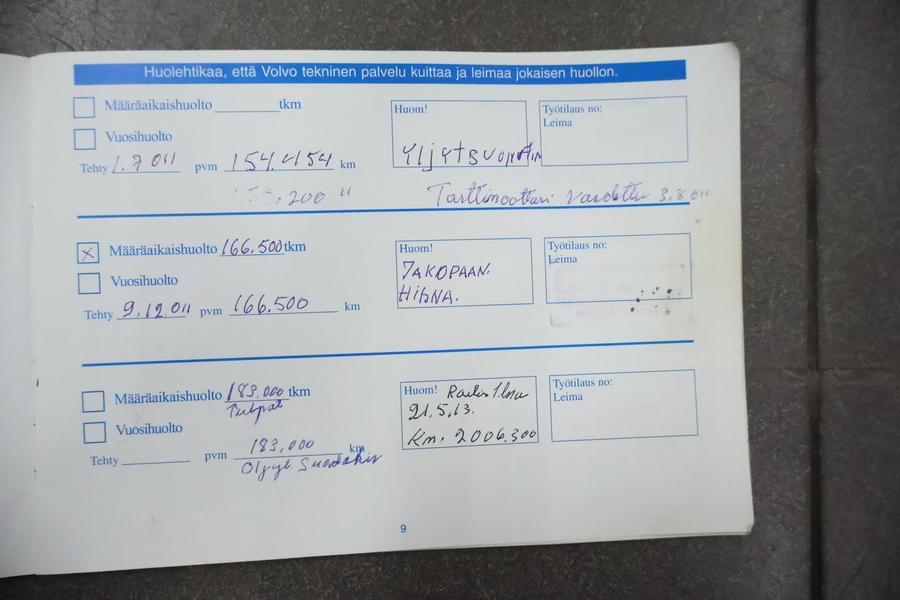 Huolehtikaa, että Volvo tekninen palvelu kuittaa ja leimaa jokaisen huollon.
Määräaikaishuolto tkm
Vuosihuolto
Tehty 1.7 011 pvm 154.454 km
Huom!
Työtilaus no:
Leima
200 "
Tarttimoottori Vaidettu 3.8 011
X Määräaikaishuolto 166.500 tkm
Vuosihuolto
Tehty 9.12.011 pvm 166.500 km
Huom!
JAKOPAAN.
HIHNA.
Työtilaus no:
Leima
Määräaikaishuolto 183,000 tkm
Tulpat
Vuosihuolto
Tehty pvm 183,000 km
Huom!
21.5.13.
Km. 2006.300
Työtilaus no:
Leima
9